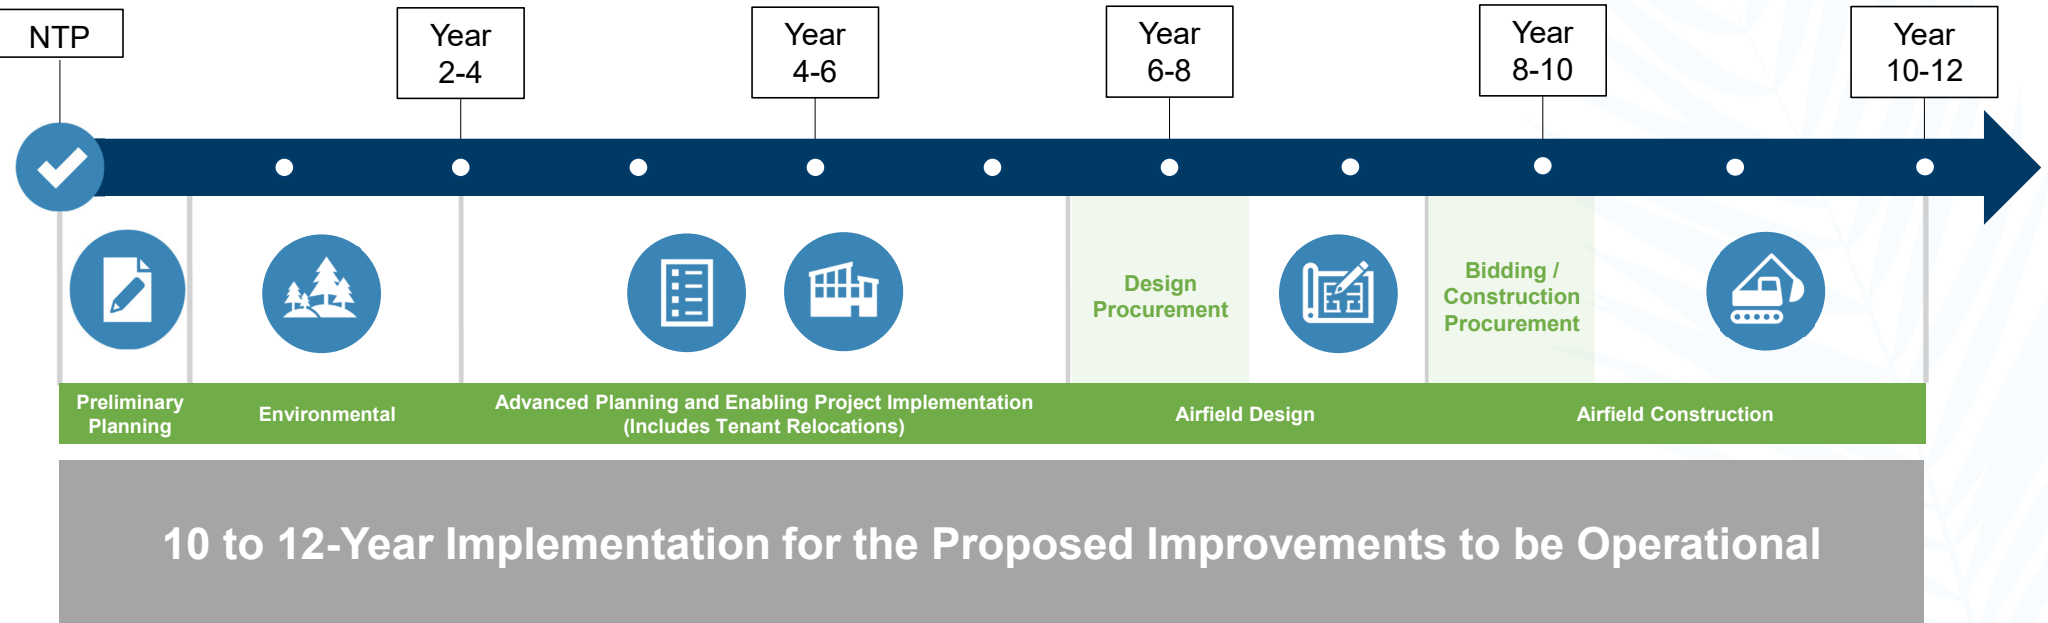 NTP
Year
2-4
Year
4-6
Year
6-8
Year
8-10
Year
10-12
Design
Procurement
Bidding /
Construction
Procurement
Preliminary
Planning
Environmental
Advanced Planning and Enabling Project Implementation
(Includes Tenant Relocations)
Airfield Design
Airfield Construction
10 to 12-Year Implementation for the Proposed Improvements to be Operational